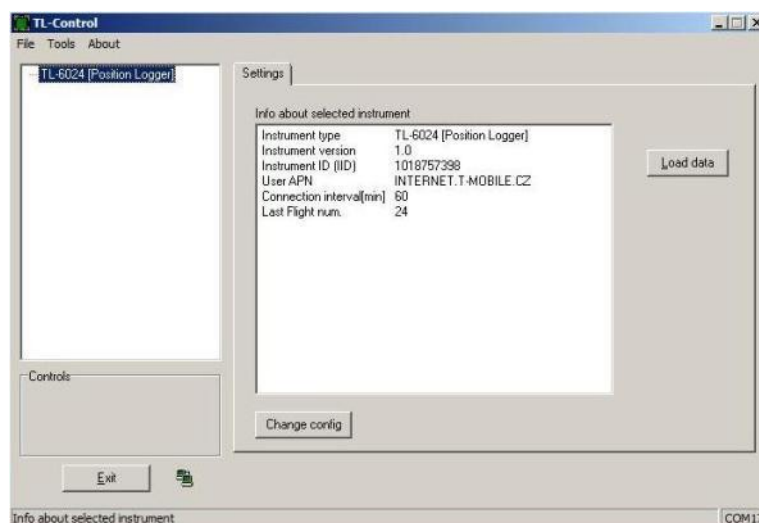 TL-Control
File Tools About
TL-6024 [Position Logger]
Settings
Info about selected instrument
Instrument type TL-6024 [Position Logger]
Instrument version 1.0
Instrument ID (IID) 1018757398
User APN INTERNET.T-MOBILE.CZ
Connection interval[min] 60
Last Flight num. 24
Load data
Controls
Change config
Exit
Info about selected instrument